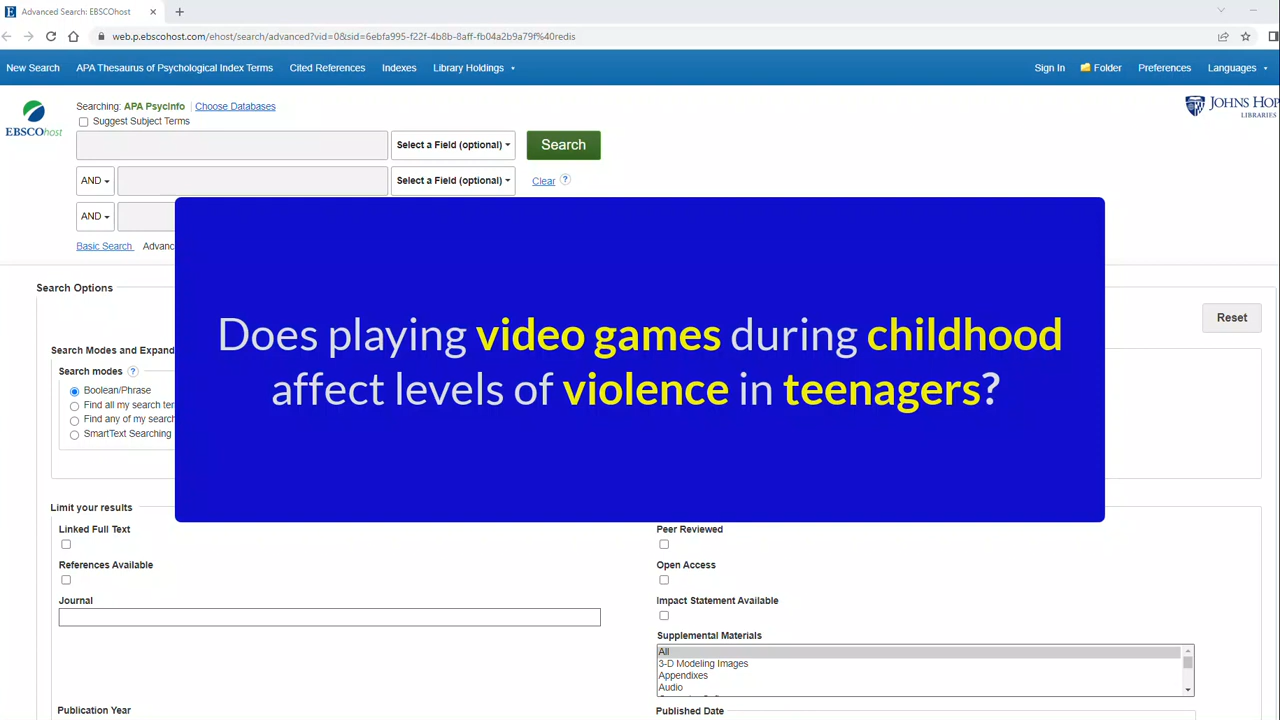 Advanced Search: EBSCOhost
web.p.ebscohost.com/ehost/search/advanced?vid=0&sid=6ebfa995-f22f-4b8b-8aff-fb04a2b9a79f%40redis
New Search APA Thesaurus of Psychological Index Terms Cited References Indexes Library Holdings Sign In Folder Preferences Languages
Searching: APA PsycInfo Choose Databases
Suggest Subject Terms
EBSCOhost
JOHNS HOP
LIBRARIES
Select a Field (optional) Search
AND Select a Field (optional) Clear ?
AND
Basic Search Advanc
Search Options
Reset
Does playing video games during childhood
affect levels of violence in teenagers?
Search Modes and Expand
Search modes ?
Boolean/Phrase
Find all my search ter
Find any of my search
SmartText Searching
Limit your results
Linked Full Text
References Available
Journal
Publication Year
Peer Reviewed
Open Access
Impact Statement Available
Supplemental Materials
All
3-D Modeling Images
Appendixes
Audio
Published Date